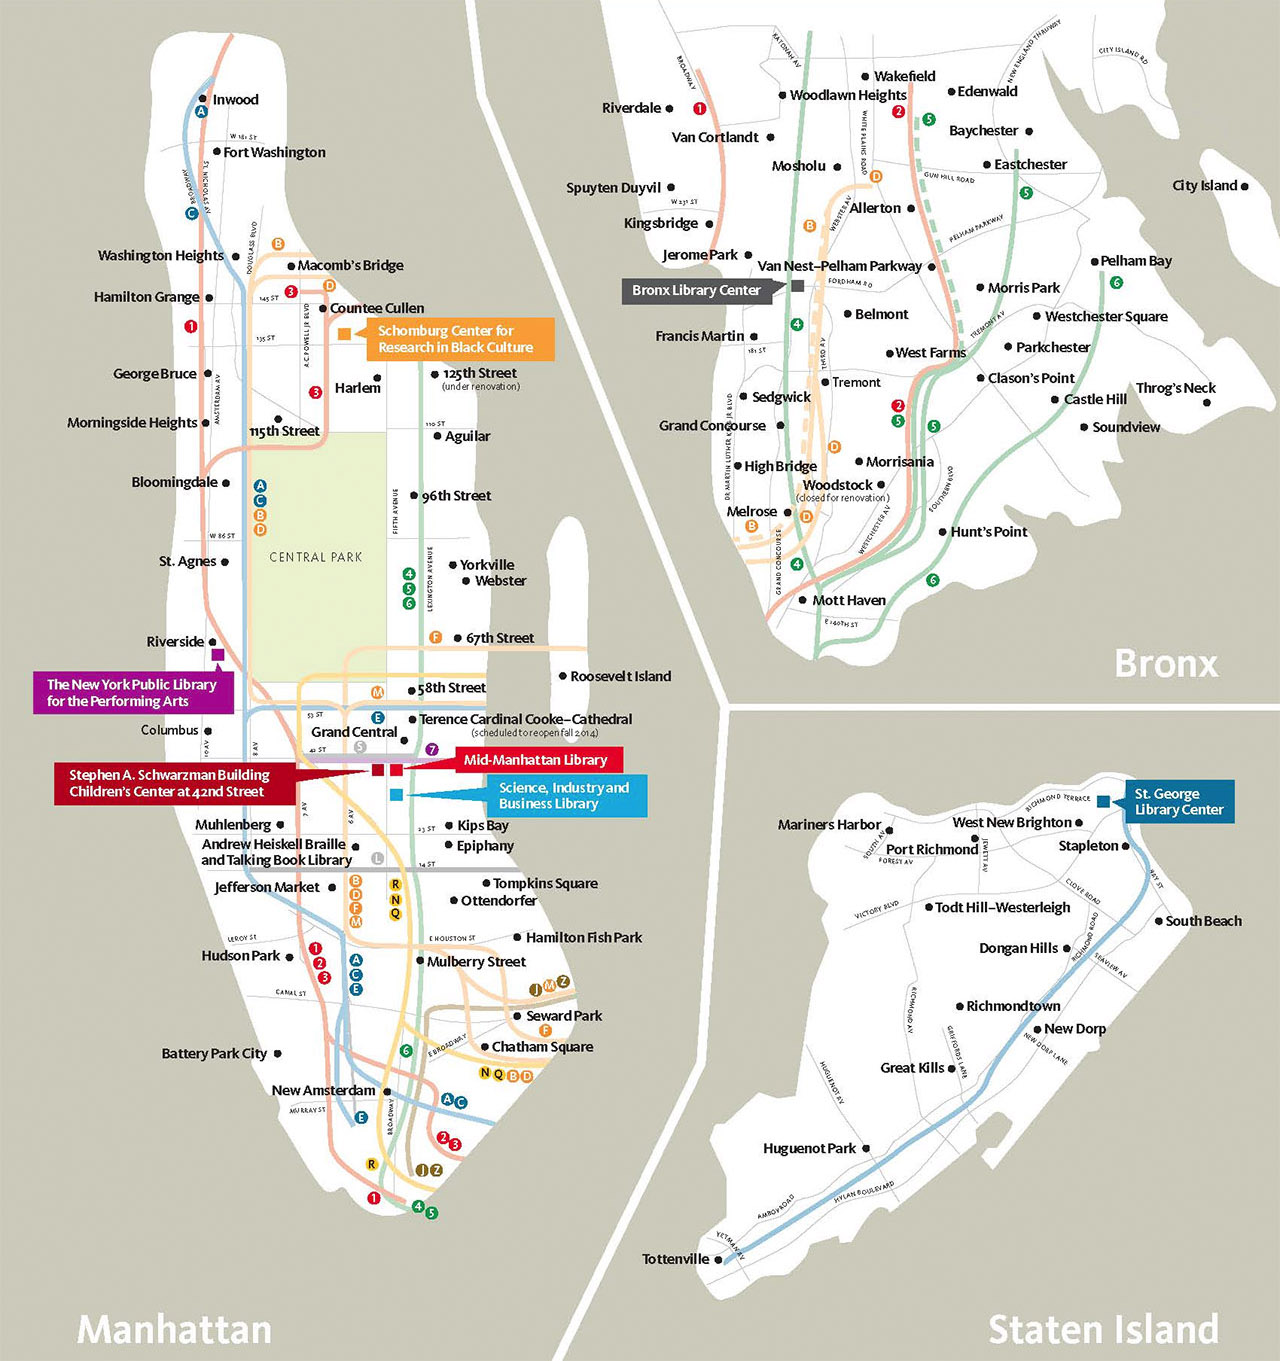 Inwood
A
W 181 ST
Fort Washington
ST. NICHOLAS AV
BROADWAY
C
DOUGLASS BLVD
B
Washington Heights
Macomb's Bridge
D
3
Hamilton Grange
145 ST
Countee Cullen
1
A.C. POWELL JR BLVD
Schomburg Center for
Research in Black Culture
135 ST
George Bruce
Harlem
125th Street
(under renovation)
AMSTERDAM AV
3
Morningside Heights
115th Street
110 ST
Aguilar
Bloomingdale
A
C
B
D
96th Street
FIFTH AVENUE
W 86 ST
CENTRAL PARK
St. Agnes
LEXINGTON AVENUE
Yorkville
Webster
4
5
6
Riverside
F
67th Street
The New York Public Library
for the Performing Arts
Roosevelt Island
M
58th Street
53 ST
E
Terence Cardinal Cooke–Cathedral
(scheduled to reopen fall 2014)
Columbus
Grand Central
10 AV
8 AV
42 ST
S
7
Mid-Manhattan Library
Stephen A. Schwarzman Building
Children's Center at 42nd Street
Science, Industry and
Business Library
7 AV
6 AV
Muhlenberg
23 ST
Kips Bay
Andrew Heiskell Braille
and Talking Book Library
Epiphany
L
14 ST
Jefferson Market
B
D
F
M
R
N
Q
Tompkins Square
Ottendorfer
LEROY ST
E HOUSTON ST
Hamilton Fish Park
Hudson Park
1
2
3
A
C
E
Mulberry Street
CANAL ST
J M Z
Seward Park
F
E BROADWAY
Battery Park City
6
Chatham Square
N Q B D
New Amsterdam
MURRAY ST
E
BROADWAY
A C
2 3
R
J Z
1
4 5
Manhattan
BROADWAY
KATONAH AV
NEW ENGLAND THRUWAY
CITY ISLAND RD
Wakefield
Woodlawn Heights
Edenwald
Riverdale
1
2
5
WHITE PLAINS ROAD
Van Cortlandt
Baychester
Mosholu
Eastchester
D
GUN HILL ROAD
Spuyten Duyvil
City Island
5
W 231 ST
Allerton
WEBSTER AV
Kingsbridge
B
PELHAM PARKWAY
Jerome Park
Van Nest–Pelham Parkway
Pelham Bay
Bronx Library Center
FORDHAM RD
6
Morris Park
Belmont
Westchester Square
4
TREMONT AV
Francis Martin
181 ST
THIRD AV
West Farms
Parkchester
Tremont
Clason's Point
Throg's Neck
Sedgwick
Castle Hill
2
5
5
DR MARTIN LUTHER KING JR BLVD
Grand Concourse
Soundview
D
High Bridge
Morrisania
Woodstock
(closed for renovation)
SOUTHERN BLVD
Melrose
D
B
WESTCHESTER AV
Hunt's Point
GRAND CONCOURSE
4
6
Mott Haven
E 140TH ST
Bronx
St. George
Library Center
RICHMOND TERRACE
Mariners Harbor
West New Brighton
SOUTH AV
Port Richmond
JEWETT AV
Stapleton
FOREST AV
BAY ST
CLOVE ROAD
VICTORY BLVD
Todt Hill–Westerleigh
South Beach
RICHMOND ROAD
Dongan Hills
SEAVIEW AV
RICHMOND AV
Richmondtown
GRIFFORDS LANE
New Dorp
NEW DORP LANE
Great Kills
HUGUENOT AV
Huguenot Park
HYLAN BOULEVARD
AMBOY ROAD
YETMAN AV
Tottenville
Staten Island